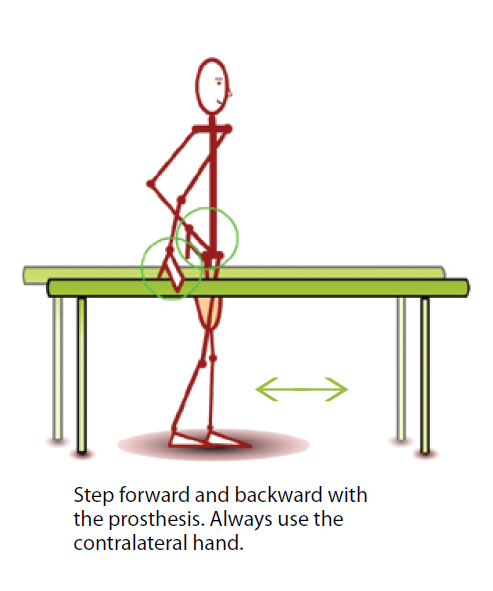 Step forward and backward with
the prosthesis. Always use the
contralateral hand.